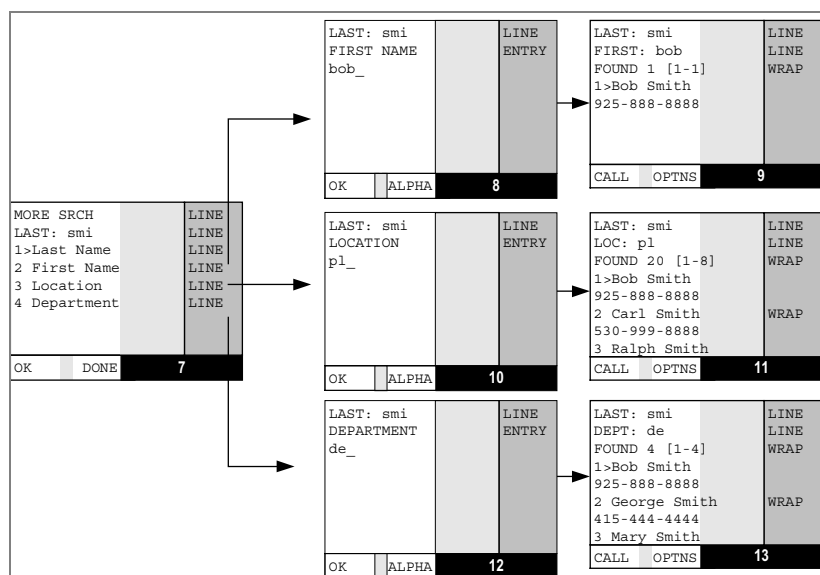 LAST: smi LINE
FIRST NAME ENTRY
bob_
OK ALPHA 8
LAST: smi LINE
FIRST: bob LINE
FOUND 1 [1-1] WRAP
1>Bob Smith
925-888-8888
CALL OPTNS 9
MORE SRCH LINE
LAST: smi LINE
1>Last Name LINE
2 First Name LINE
3 Location LINE
4 Department LINE
OK DONE 7
LAST: smi LINE
LOCATION ENTRY
pl_
OK ALPHA 10
LAST: smi LINE
LOC: pl LINE
FOUND 20 [1-8] WRAP
1>Bob Smith
925-888-8888
2 Carl Smith WRAP
530-999-8888
3 Ralph Smith
CALL OPTNS 11
LAST: smi LINE
DEPARTMENT ENTRY
de_
OK ALPHA 12
LAST: smi LINE
DEPT: de LINE
FOUND 4 [1-4] WRAP
1>Bob Smith
925-888-8888
2 George Smith WRAP
415-444-4444
3 Mary Smith
CALL OPTNS 13